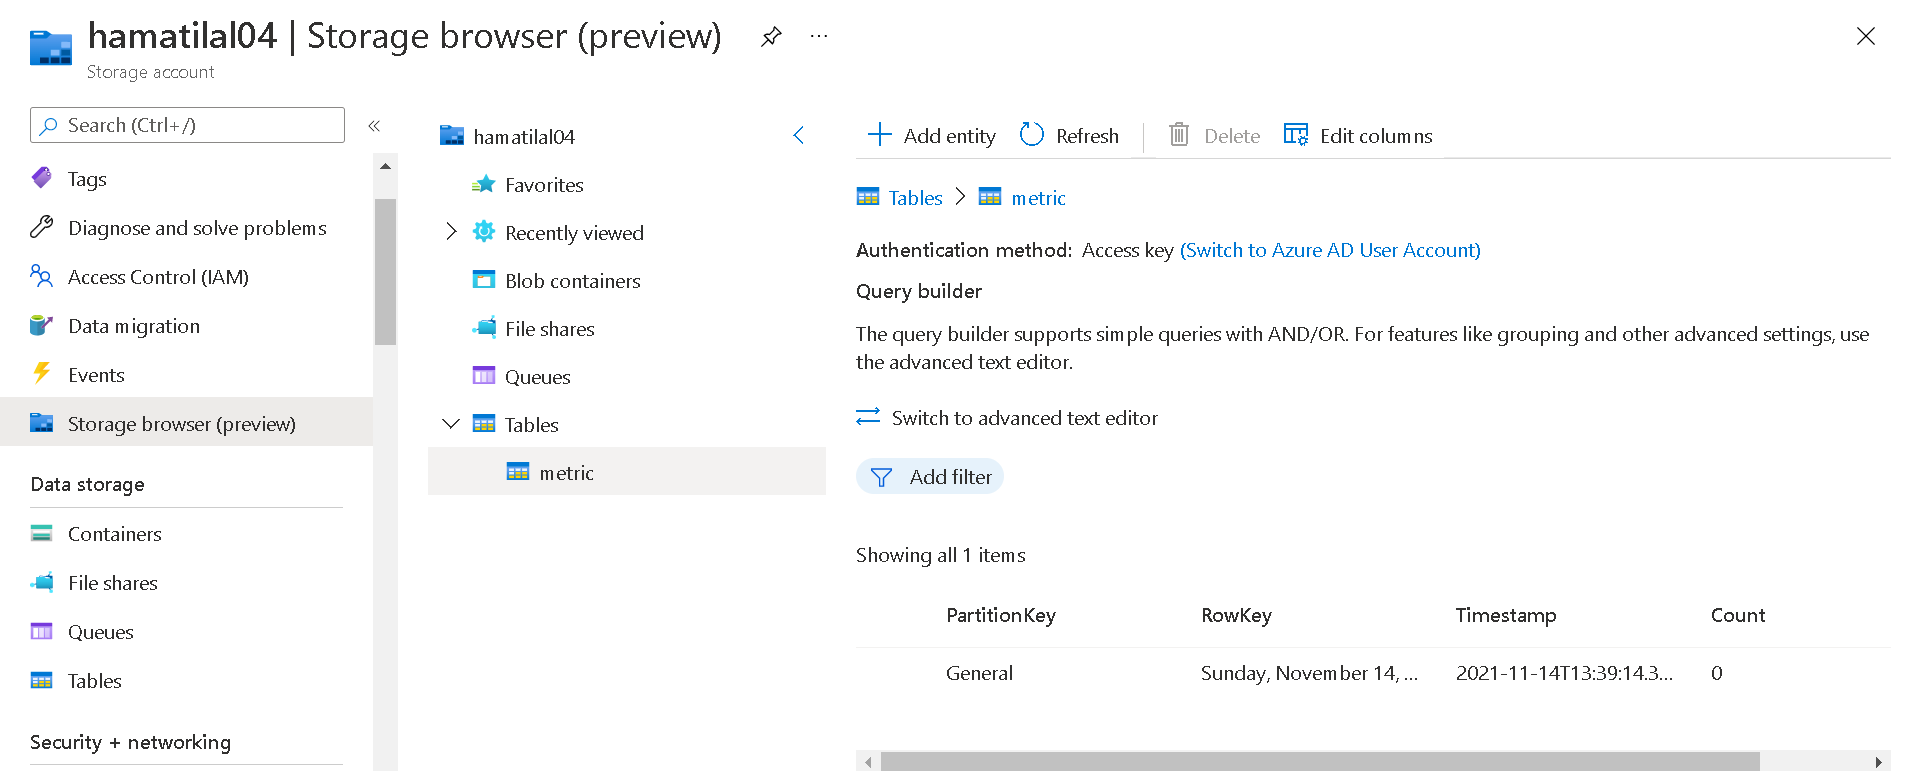 hamatilal04 | Storage browser (preview) ...
Storage account
Search (Ctrl+/)
«
Tags
Diagnose and solve problems
Access Control (IAM)
Data migration
Events
Storage browser (preview)
Data storage
Containers
File shares
Queues
Tables
Security + networking
hamatilal04
Favorites
Recently viewed
Blob containers
File shares
Queues
Tables
metric
Add entity Refresh Delete Edit columns
Tables > metric
Authentication method: Access key (Switch to Azure AD User Account)
Query builder
The query builder supports simple queries with AND/OR. For features like grouping and other advanced settings, use
the advanced text editor.
Switch to advanced text editor
Add filter
Showing all 1 items
PartitionKey RowKey Timestamp Count
General Sunday, November 14, ... 2021-11-14T13:39:14.3... 0